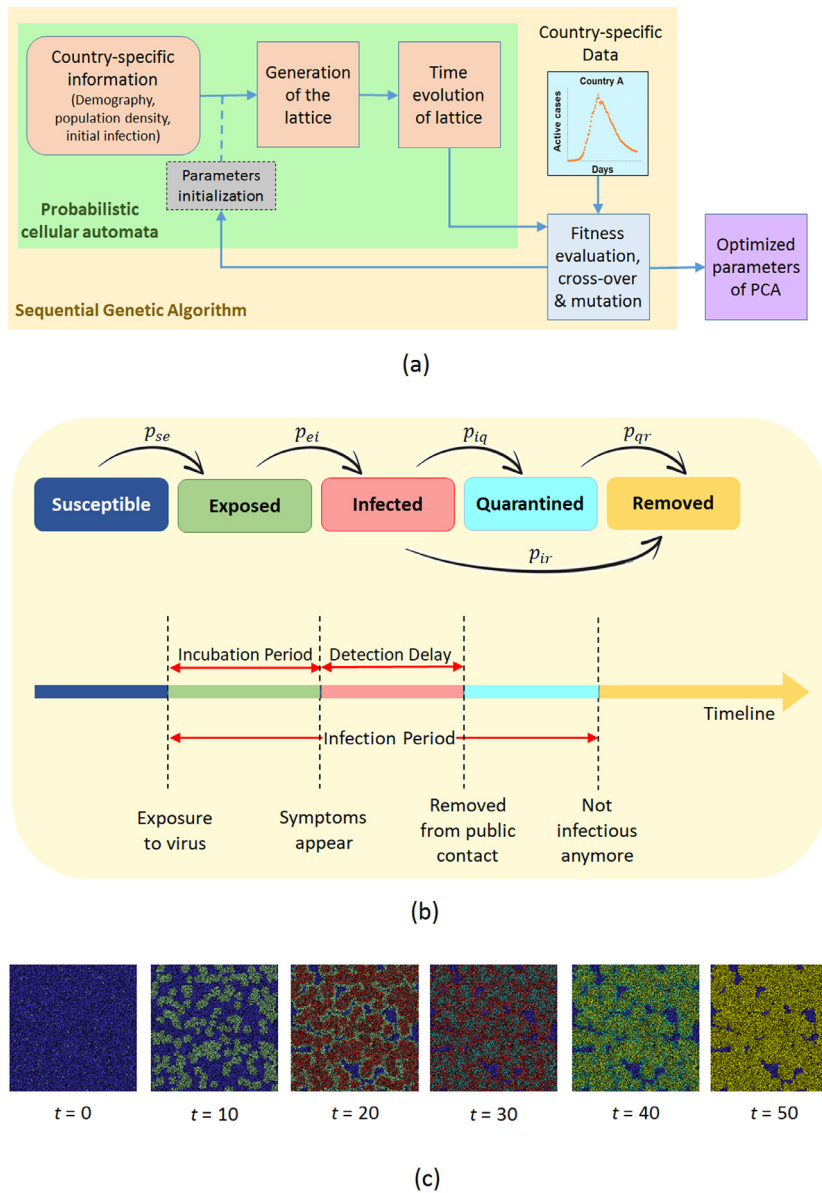 Country-specific
information
(Demography,
population density,
initial infection)
Generation
of the
lattice
Time
evolution
of lattice
Country-specific
Data
Country A
Active cases
Days
Parameters
initialization
Probabilistic
cellular automata
Fitness
evaluation,
cross-over
& mutation
Optimized
parameters
of PCA
Sequential Genetic Algorithm
(a)
p_se
p_ei
p_iq
p_qr
Susceptible
Exposed
Infected
Quarantined
Removed
p_ir
Incubation Period
Detection Delay
Timeline
Infection Period
Exposure
to virus
Symptoms
appear
Removed
from public
contact
Not
infectious
anymore
(b)
t = 0
t = 10
t = 20
t = 30
t = 40
t = 50
(c)